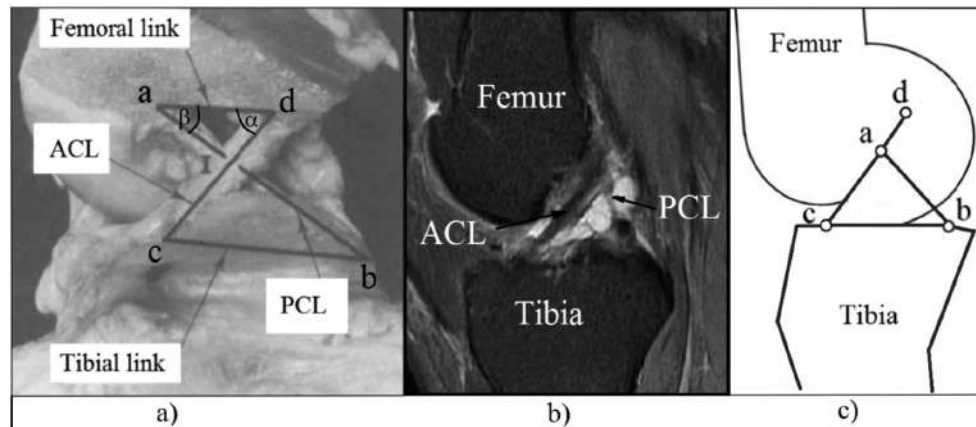 Femoral link
a
d
β
α
I
ACL
c
b
PCL
Tibial link
a)
Femur
ACL
PCL
Tibia
b)
Femur
d
a
c
b
Tibia
c)